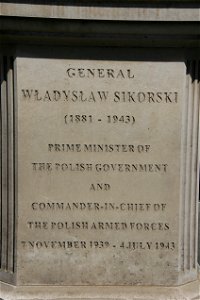 GENERAL
WŁADYSŁAW SIKORSKI
(1881 - 1943)
PRIME MINISTER OF
THE POLISH GOVERNMENT
AND
COMMANDER-IN-CHIEF OF
THE POLISH ARMED FORCES
7 NOVEMBER 1939 - 4 JULY 1943